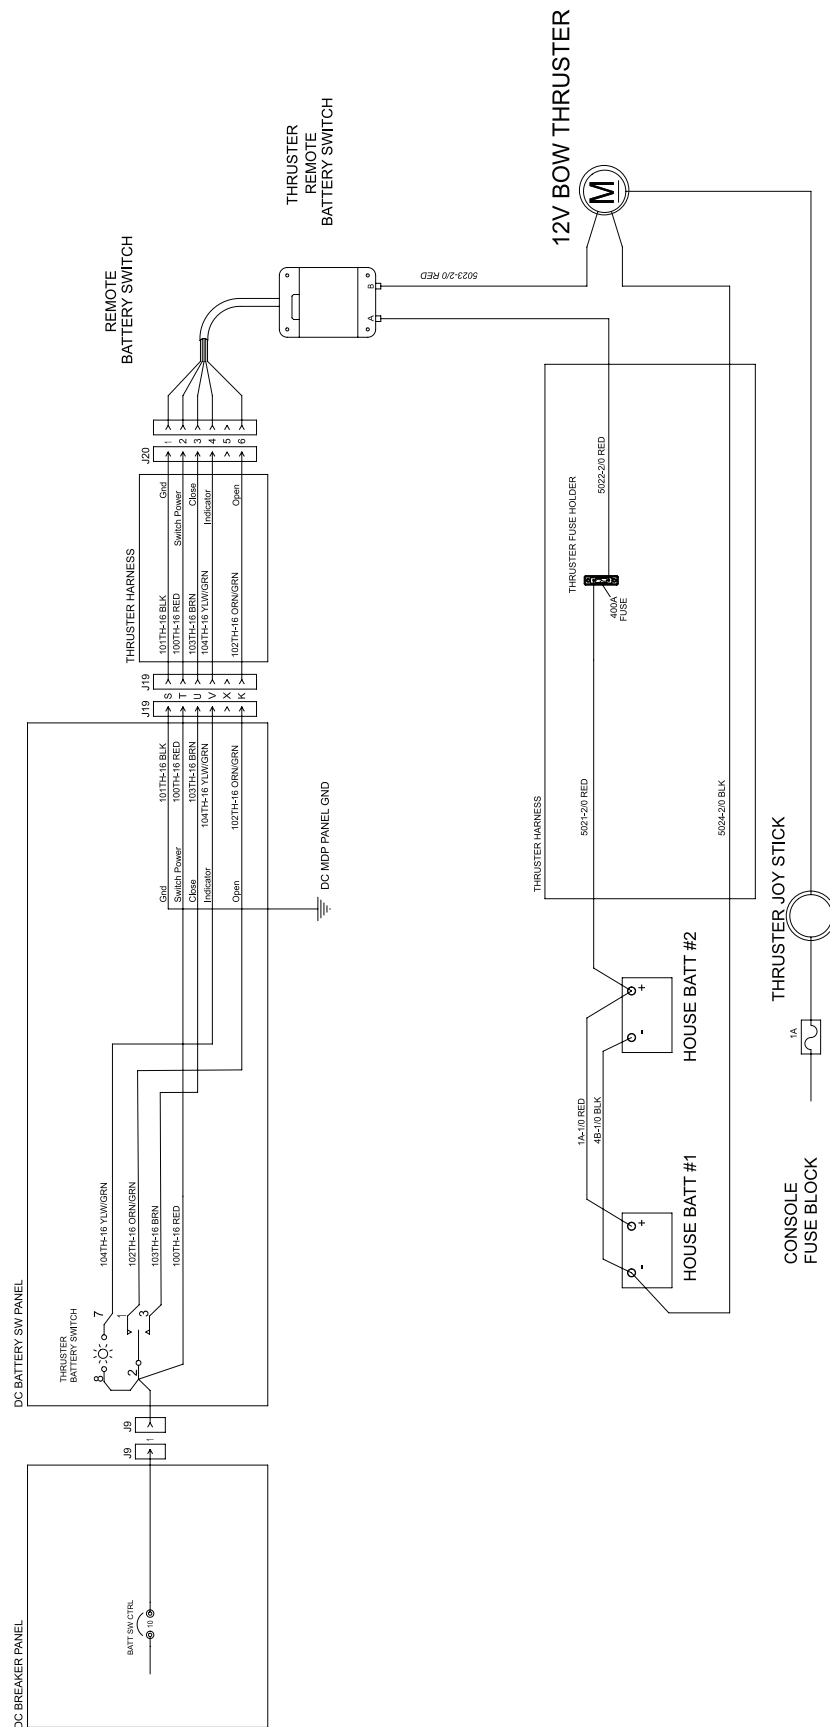 DC BREAKER PANEL
BATT SW CTRL
10
J9
1
J9
DC BATTERY SW PANEL
THRUSTER
BATTERY SWITCH
8
7
2
1
3
104TH-16 YLW/GRN
102TH-16 ORN/GRN
103TH-16 BRN
100TH-16 RED
Gnd
Switch Power
Close
Indicator
Open
101TH-16 BLK
100TH-16 RED
103TH-16 BRN
104TH-16 YLW/GRN
102TH-16 ORN/GRN
DC MDP PANEL GND
J19
J19
S
T
U
V
X
K
THRUSTER HARNESS
101TH-16 BLK
100TH-16 RED
103TH-16 BRN
104TH-16 YLW/GRN
102TH-16 ORN/GRN
Gnd
Switch Power
Close
Indicator
Open
J20
1
2
3
4
5
6
REMOTE
BATTERY SWITCH
THRUSTER
REMOTE
BATTERY SWITCH
A
B
5023-2/0 RED
12V BOW THRUSTER
M
THRUSTER HARNESS
5021-2/0 RED
THRUSTER FUSE HOLDER
400A
FUSE
5022-2/0 RED
5024-2/0 BLK
HOUSE BATT #1
+
-
1A-1/0 RED
4B-1/0 BLK
HOUSE BATT #2
+
-
CONSOLE
FUSE BLOCK
1A
THRUSTER JOY STICK